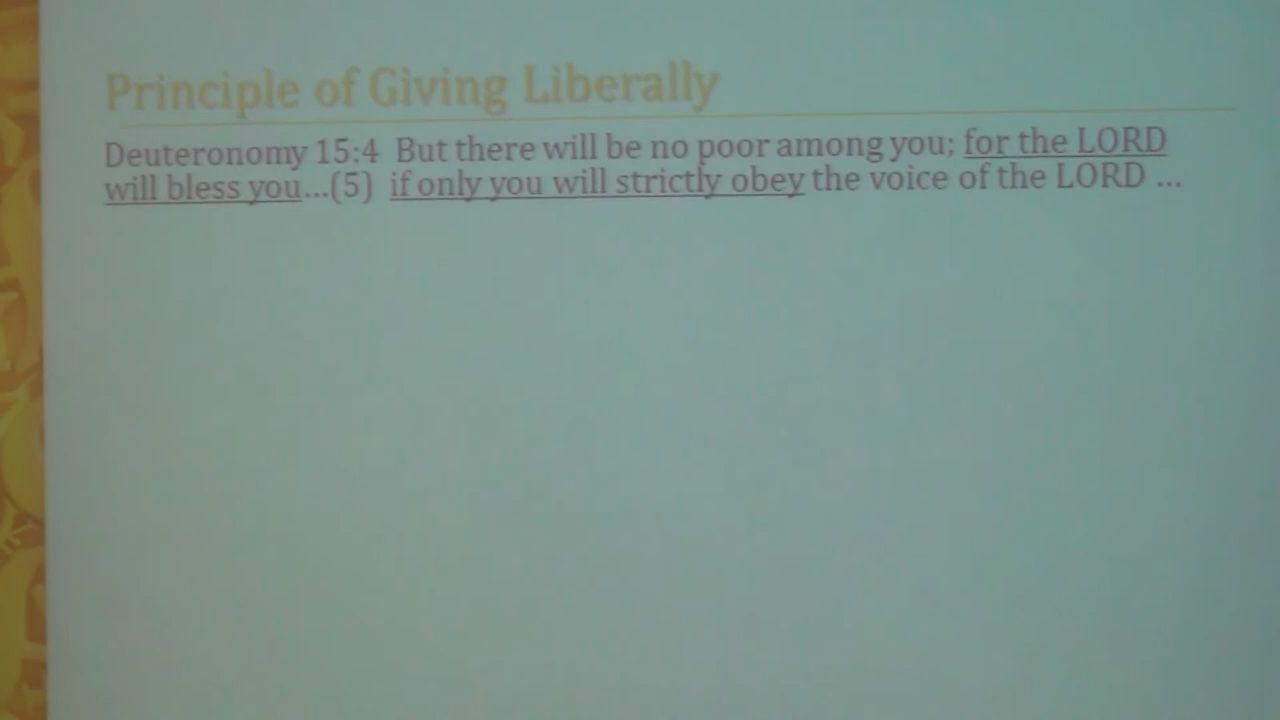 Principle of Giving Liberally
Deuteronomy 15:4 But there will be no poor among you; for the LORD
will bless you...(5) if only you will strictly obey the voice of the LORD ...